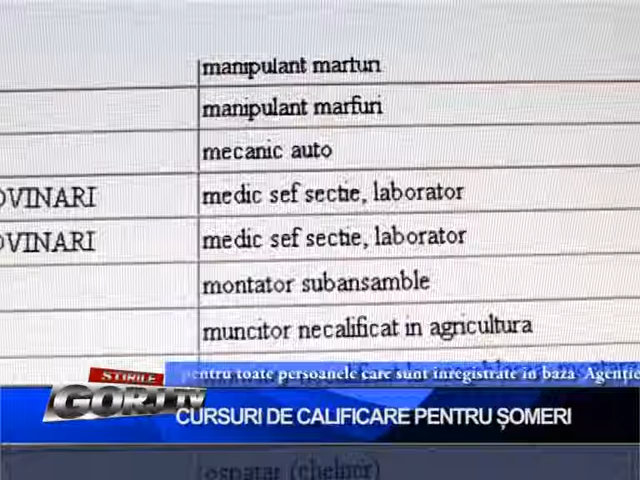 manipulant marfuri
manipulant marfuri
mecanic auto
OVINARI medic sef sectie, laborator
OVINARI medic sef sectie, laborator
montator subansamble
muncitor necalificat in agricultura
pentru toate persoanele care sunt inregistrate in baza Agenție
ȘTIRILE
GORJ TV
CURSURI DE CALIFICARE PENTRU ȘOMERI
ospatar (chelner)